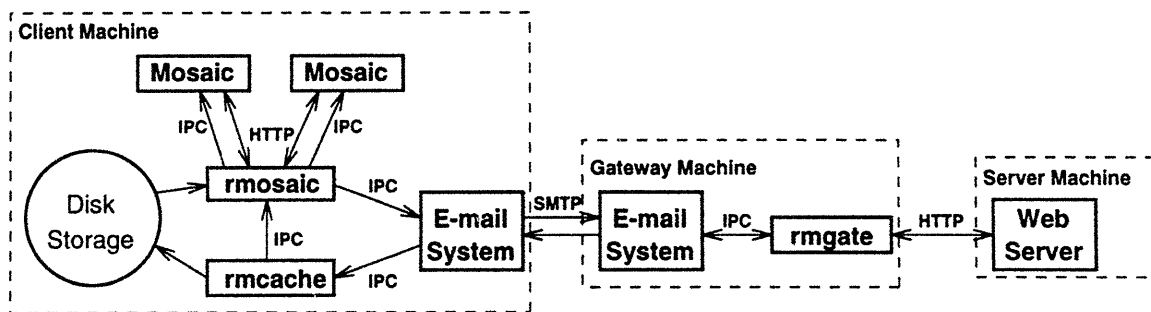 Client Machine
Mosaic
Mosaic
IPC
HTTP
IPC
Disk
Storage
rmosaic
IPC
IPC
rmcache
IPC
E-mail
System
SMTP
Gateway Machine
E-mail
System
IPC
rmgate
HTTP
Server Machine
Web
Server